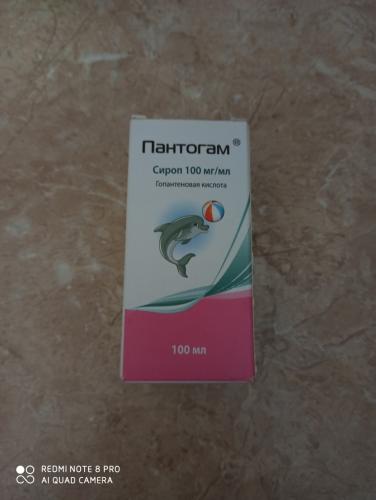 Пантогам®
Сироп 100 мг/мл
Гопантеновая кислота
100 мл
REDMI NOTE 8 PRO
AI QUAD CAMERA